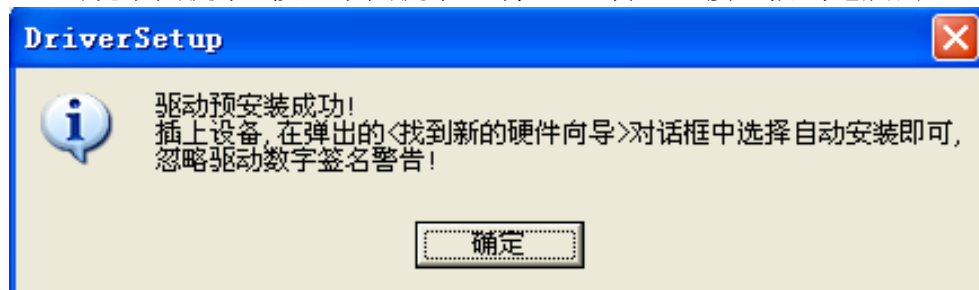 DriverSetup
驱动预安装成功!
插上设备,在弹出的<找到新的硬件向导>对话框中选择自动安装即可,
忽略驱动数字签名警告!
确定